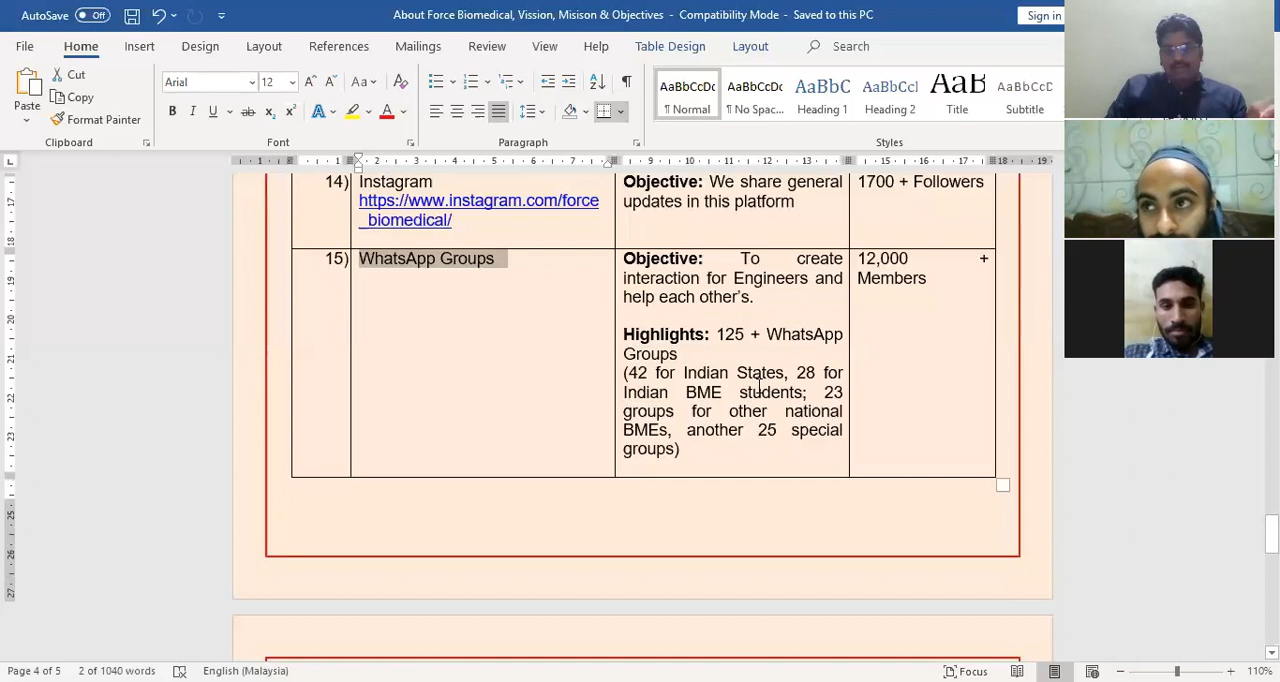 AutoSave Off About Force Biomedical, Vission, Misison & Objectives - Compatibility Mode - Saved to this PC Sign in
File Home Insert Design Layout References Mailings Review View Help Table Design Layout Search
Paste Cut Copy Format Painter
Arial 12
AaBbCcDc AaBbCcDc AaBbC AaBbCcl AaB AaBbCcD
¶ Normal ¶ No Spac... Heading 1 Heading 2 Title Subtitle
Clipboard Font Paragraph Styles
14) Instagram
https://www.instagram.com/force
_biomedical/
Objective: We share general
updates in this platform
1700 + Followers
15) WhatsApp Groups
Objective: To create
interaction for Engineers and
help each other's.
Highlights: 125 + WhatsApp
Groups
(42 for Indian States, 28 for
Indian BME students; 23
groups for other national
BMEs, another 25 special
groups)
12,000 +
Members
Page 4 of 5 2 of 1040 words English (Malaysia) Focus 110%